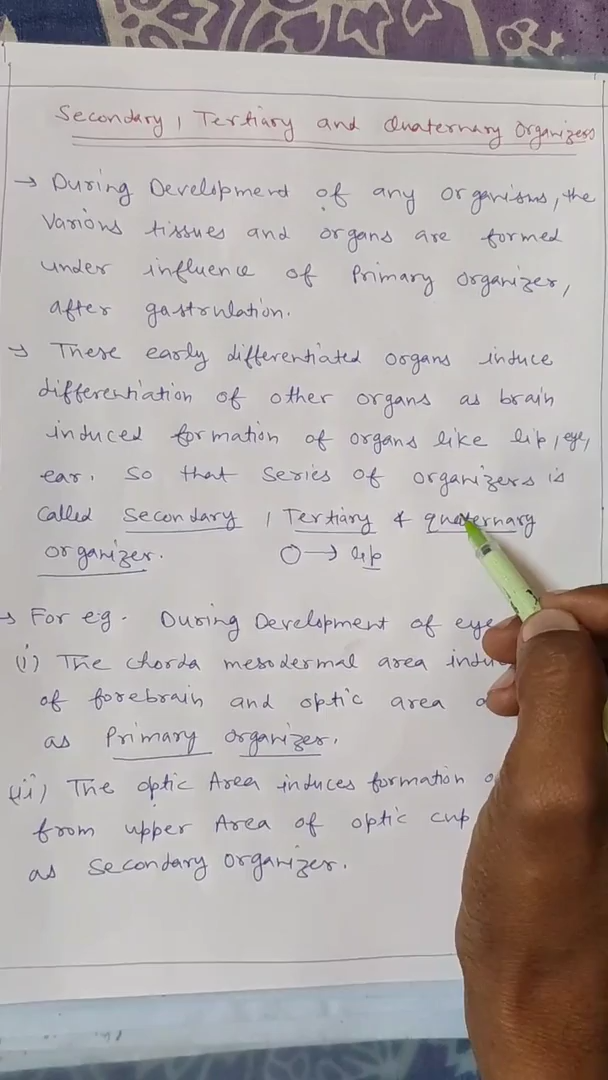 Secondary, Tertiary and Quaternary Organizers
→ During Development of any organisms, the
various tissues and organs are formed
under influence of Primary Organizer,
after gastrulation.
→ These early differentiated organs induce
differentiation of other organs as brain
induced formation of organs like lip, eye,
ear. So that series of organizers is
called Secondary, Tertiary & quaternary
organizer. O → lip
→ For eg. During Development of eye
(i) The chorda mesodermal area
of forebrain and optic area
as Primary organizer.
(ii) The optic Area induces formation
from upper Area of optic cup
as Secondary Organizer.